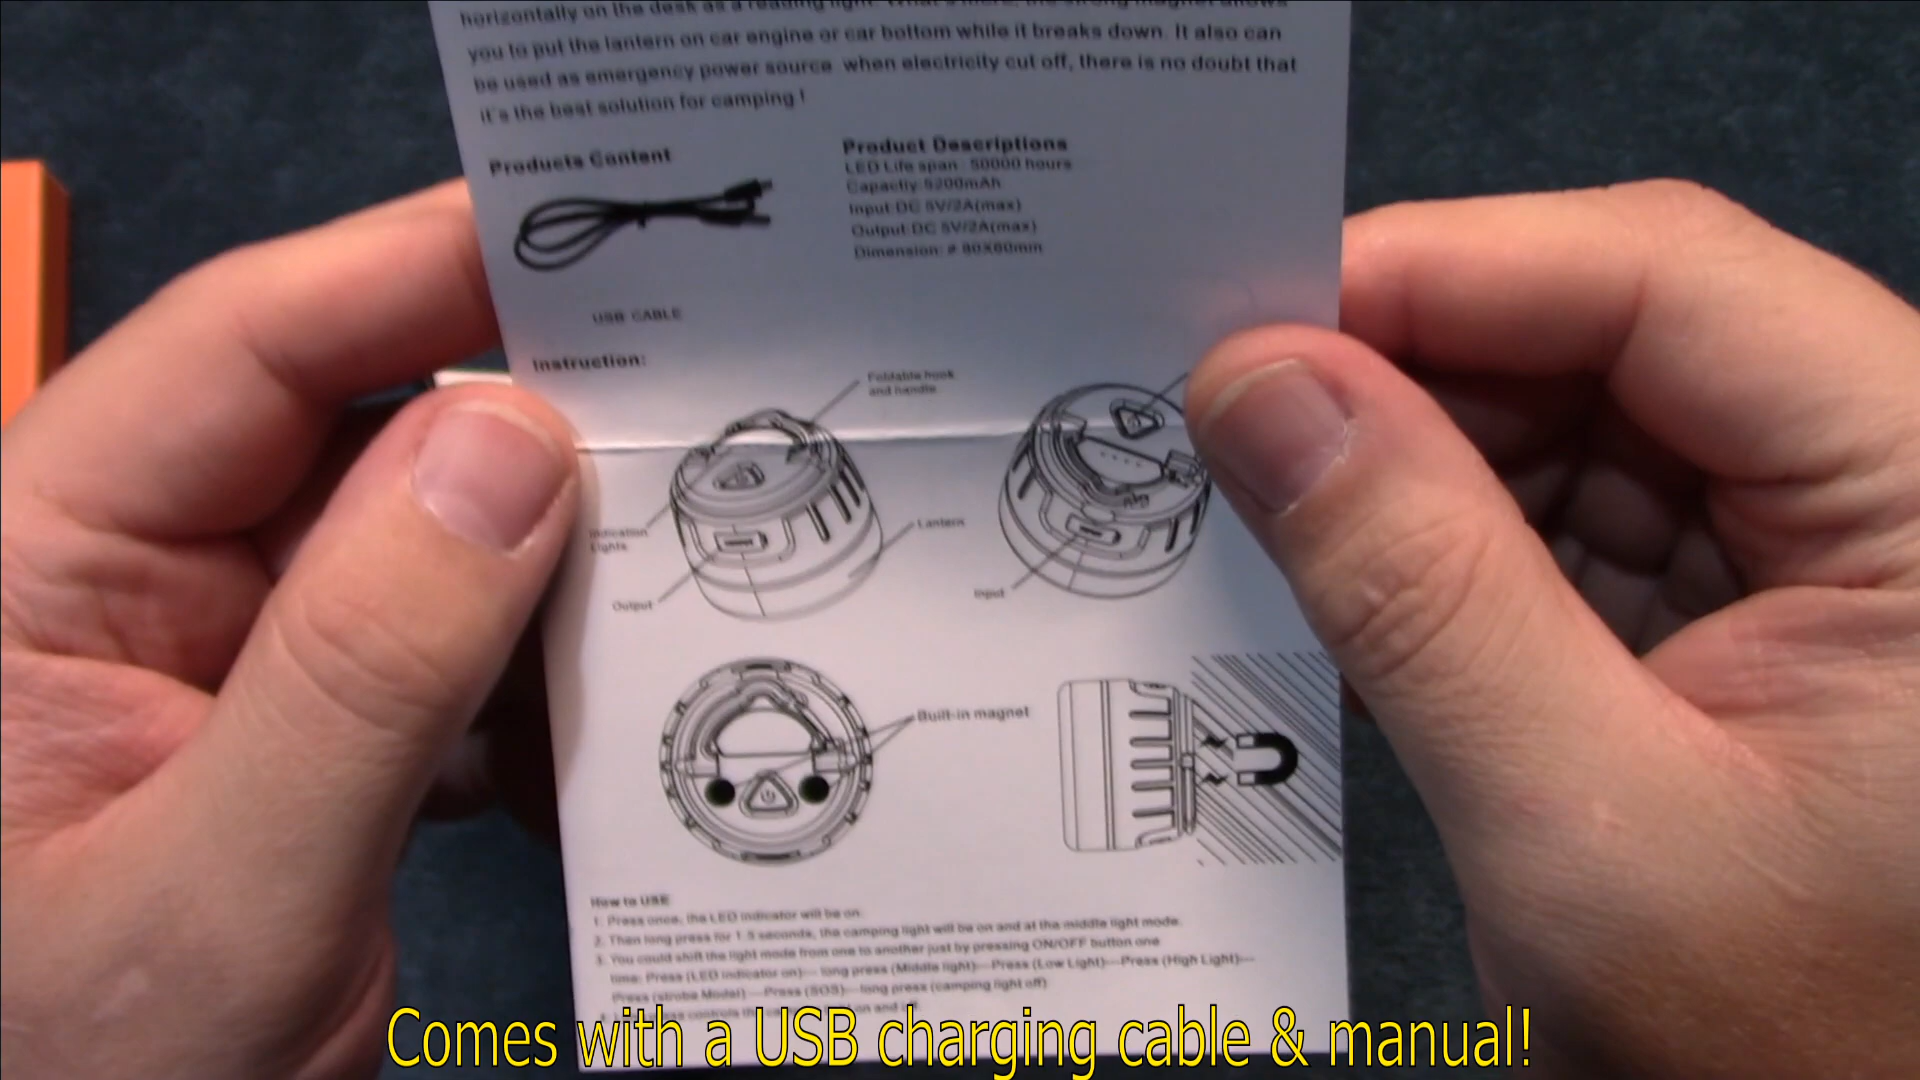 horizontally on the desk as a reading light. What's more, the strong magnet allows
you to put the lantern on car engine or car bottom while it breaks down. It also can
be used as emergency power source when electricity cut off, there is no doubt that
it's the best solution for camping !
Products Content
Product Descriptions
LED Life span: 50000 hours
Capacity:5200mAh
Input:DC 5V/2A(max)
Output:DC 5V/2A(max)
Dimension:
USB CABLE
Instruction:
Foldable hook
and handle
Indication
Lights
Lantern
Output
Input
Built-in magnet
How to USE
1. Press once, the LED indicator will be on.
2. Then long press for 1.5 seconds, the camping light will be on and at the middle light mode.
3. You could shift the light mode from one to another just by pressing ON/OFF button one
time: Press (LED indicator on)--- long press (Middle light)---Press (Low Light)---Press (High Light)---
Press (strobe Model) ---Press (SOS)---long press (camping light off)
Comes with a USB charging cable & manual!